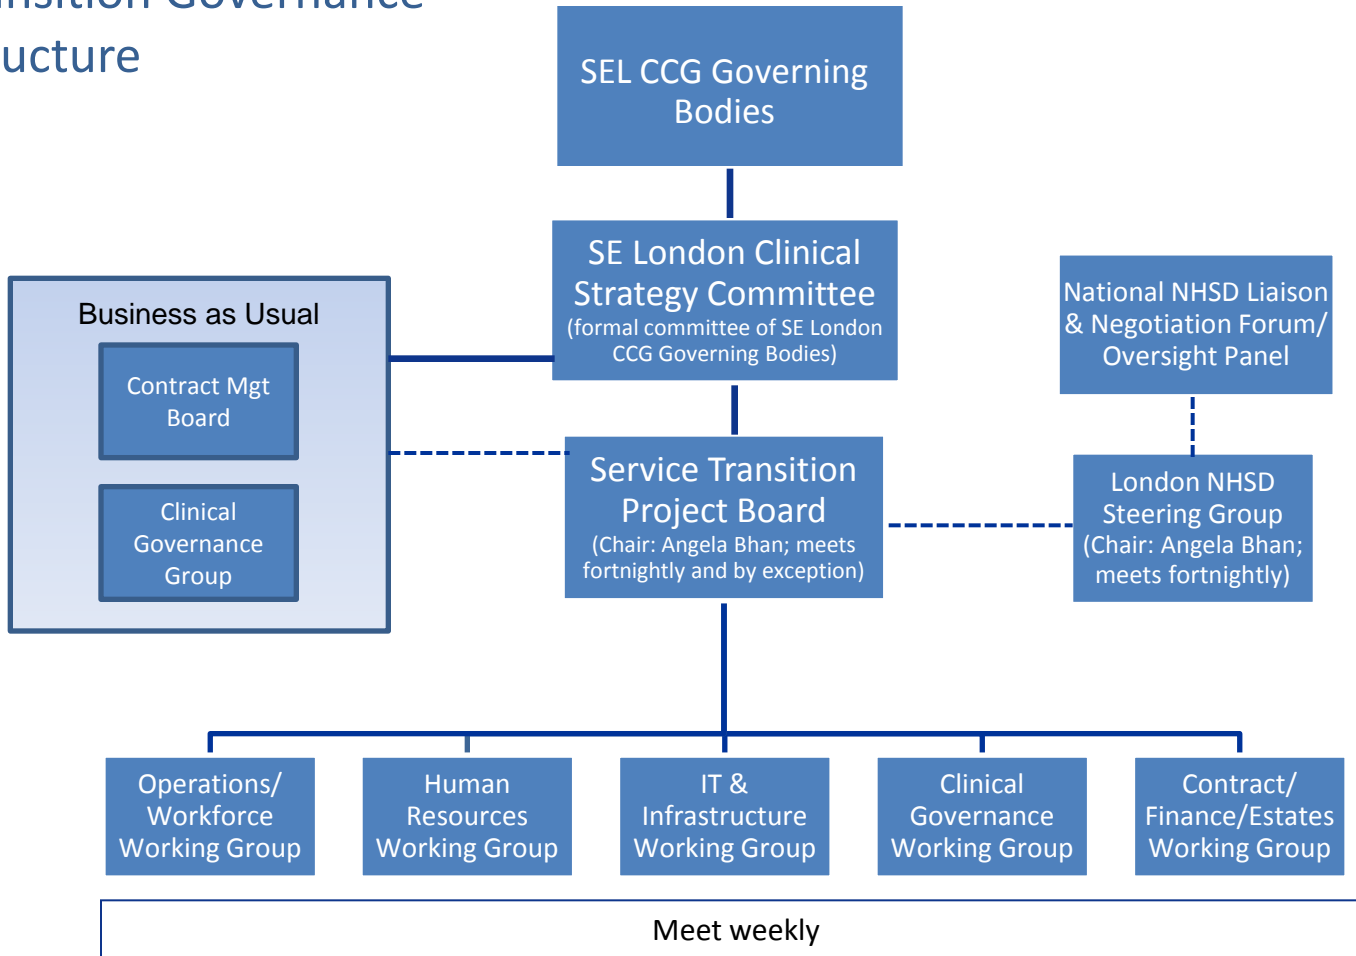 Governance
SEL CCG Governing
Bodies
SE London Clinical
Strategy Committee
(formal committee of SE London
CCG Governing Bodies)
Business as Usual
Contract Mgt
Board
Clinical
Governance
Group
National NHSD Liaison
& Negotiation Forum/
Oversight Panel
Service Transition
Project Board
(Chair: Angela Bhan; meets
fortnightly and by exception)
London NHSD
Steering Group
(Chair: Angela Bhan;
meets fortnightly)
Operations/
Workforce
Working Group
Human
Resources
Working Group
IT &
Infrastructure
Working Group
Clinical
Governance
Working Group
Contract/
Finance/Estates
Working Group
Meet weekly